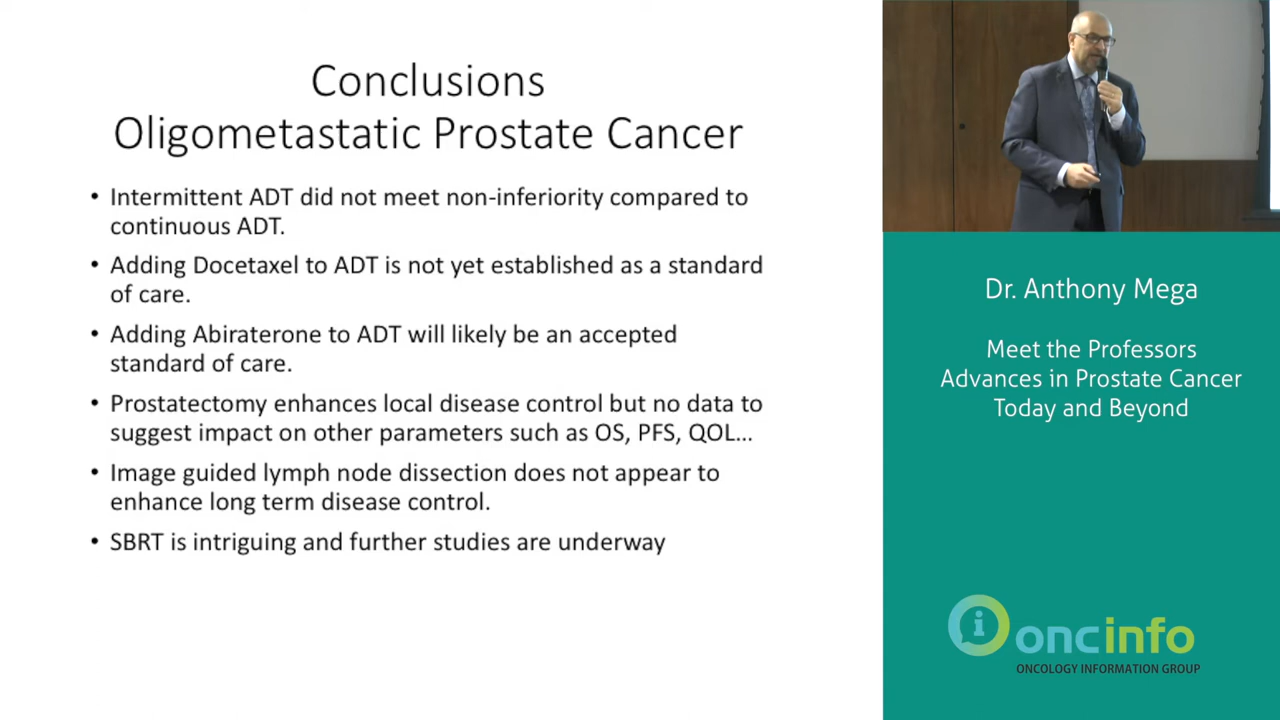 Conclusions
Oligometastatic Prostate Cancer
• Intermittent ADT did not meet non-inferiority compared to
continuous ADT.
• Adding Docetaxel to ADT is not yet established as a standard
of care.
• Adding Abiraterone to ADT will likely be an accepted
standard of care.
• Prostatectomy enhances local disease control but no data to
suggest impact on other parameters such as OS, PFS, QOL...
• Image guided lymph node dissection does not appear to
enhance long term disease control.
• SBRT is intriguing and further studies are underway
Dr. Anthony Mega
Meet the Professors
Advances in Prostate Cancer
Today and Beyond
i oncinfo
ONCOLOGY INFORMATION GROUP